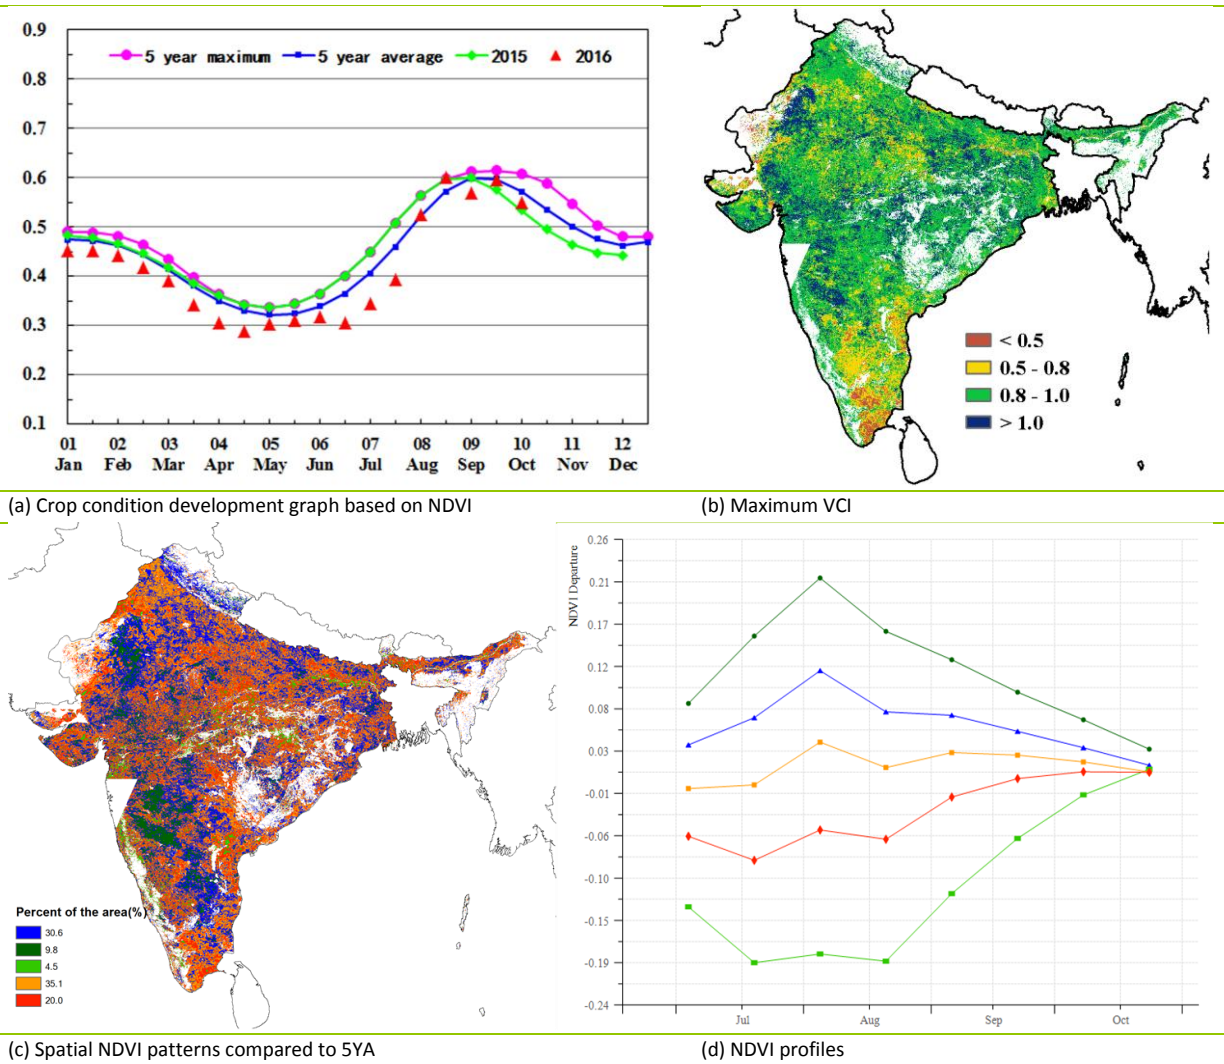 0.9
5 year maximum 5 year average 2015 2016
0.8
0.7
0.6
0.5
0.4
0.3
0.2
0.1
01 02 03 04 05 06 07 08 09 10 11 12
Jan Feb Mar Apr May Jun Jul Aug Sep Oct Nov Dec
< 0.5
0.5 - 0.8
0.8 - 1.0
> 1.0
(a) Crop condition development graph based on NDVI
(b) Maximum VCI
Percent of the area(%)
30.6
9.8
4.5
35.1
20.0
NDVI Departure
0.26
0.21
0.17
0.12
0.08
0.03
-0.01
-0.06
-0.10
-0.15
-0.19
-0.24
Jul Aug Sep Oct
(c) Spatial NDVI patterns compared to 5YA
(d) NDVI profiles